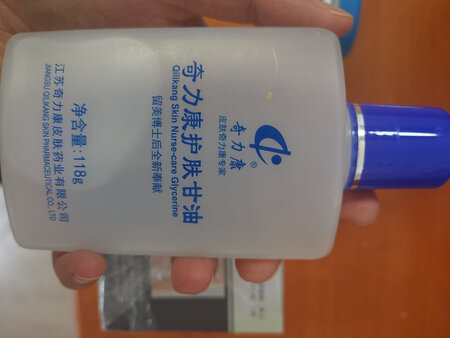 奇力康
®
皮肤奇力康专家
奇力康护肤甘油
Qilikang Skin Nurse-care Glycerine
留美博士后全新奉献
净含量:118g
江苏奇力康皮肤药业有限公司
JIANGSU QILIKANG SKIN PHARMACEUTICAL CO., LTD.